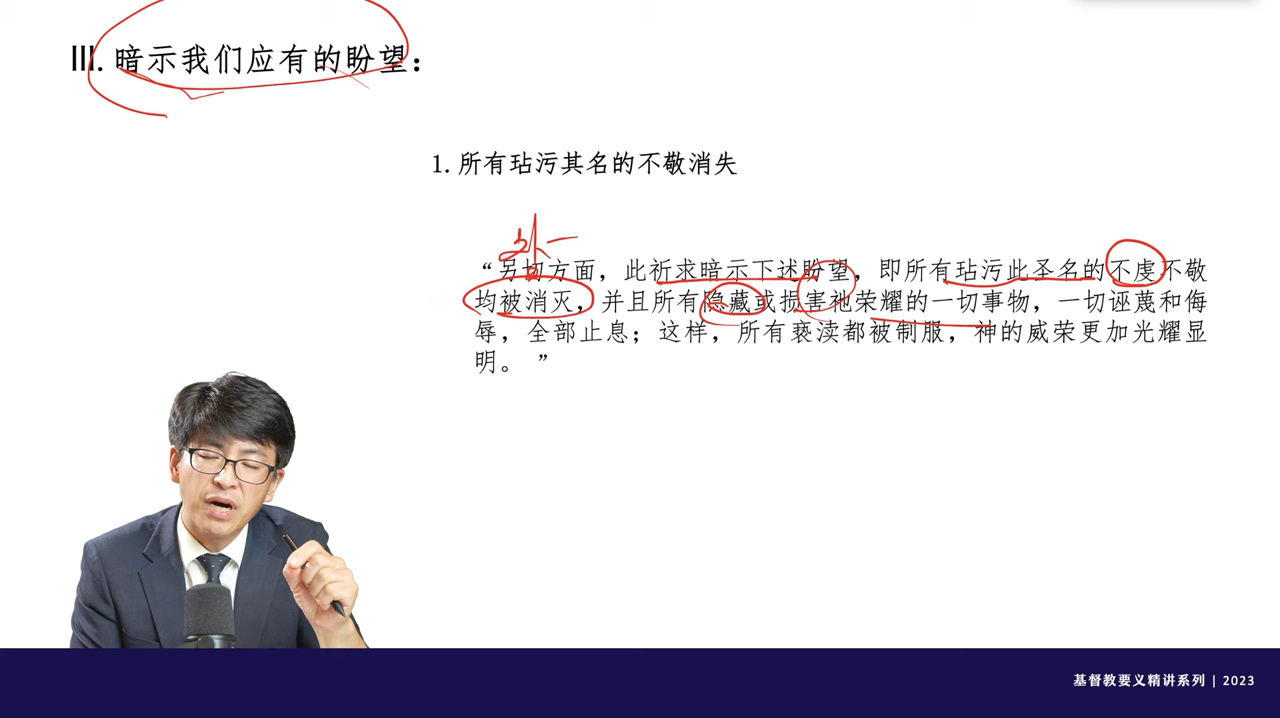 III. 暗示我们应有的盼望：
1. 所有玷污其名的不敬消失
“另一方面，此祈求暗示下述盼望，即所有玷污此圣名的不虔不敬
均被消灭，并且所有隐藏或损害祂荣耀的一切事物，一切诬蔑和侮
辱，全部止息；这样，所有亵渎都被制服，神的威荣更加光耀显
明。 ”
基督教要义精讲系列 | 2023